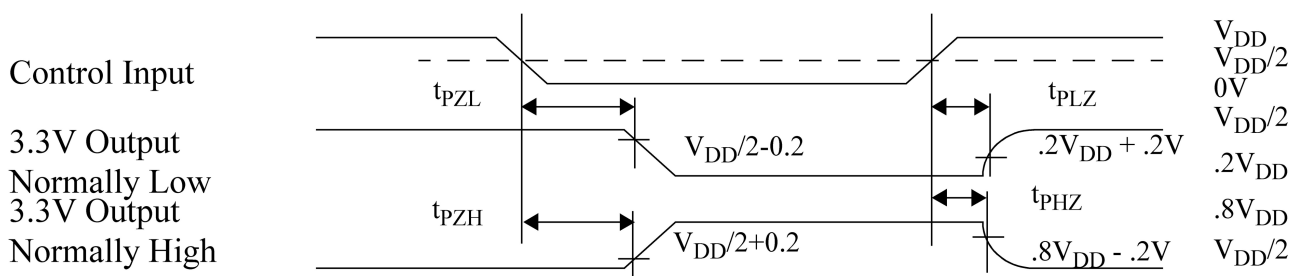 Control Input
3.3V Output
Normally Low
3.3V Output
Normally High
tPZL
tPLZ
VDD/2-0.2
.2VDD + .2V
tPZH
tPHZ
VDD/2+0.2
.8VDD - .2V
VDD
VDD/2
0V
VDD/2
.2VDD
.8VDD
VDD/2